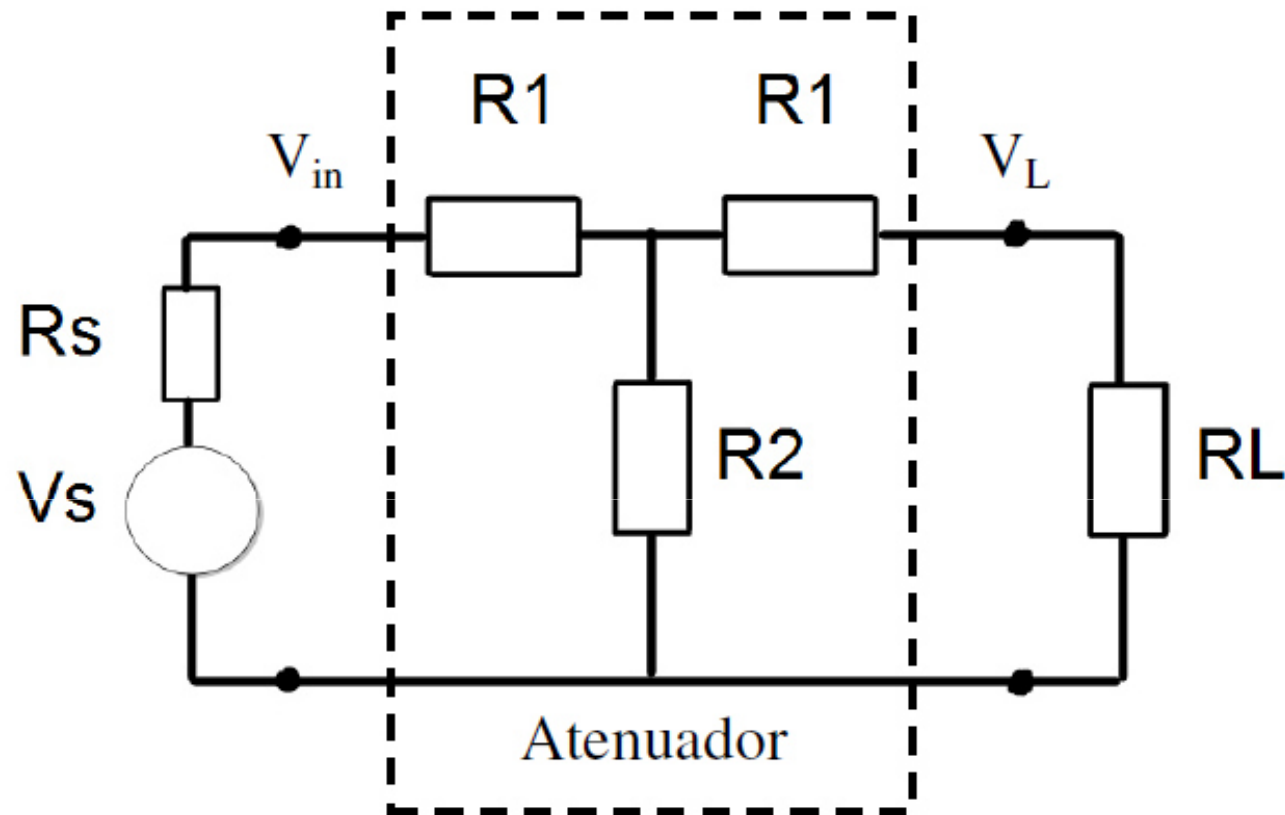 R1 R1
V_in V_L
Rs
R2 RL
Vs
Atenuador